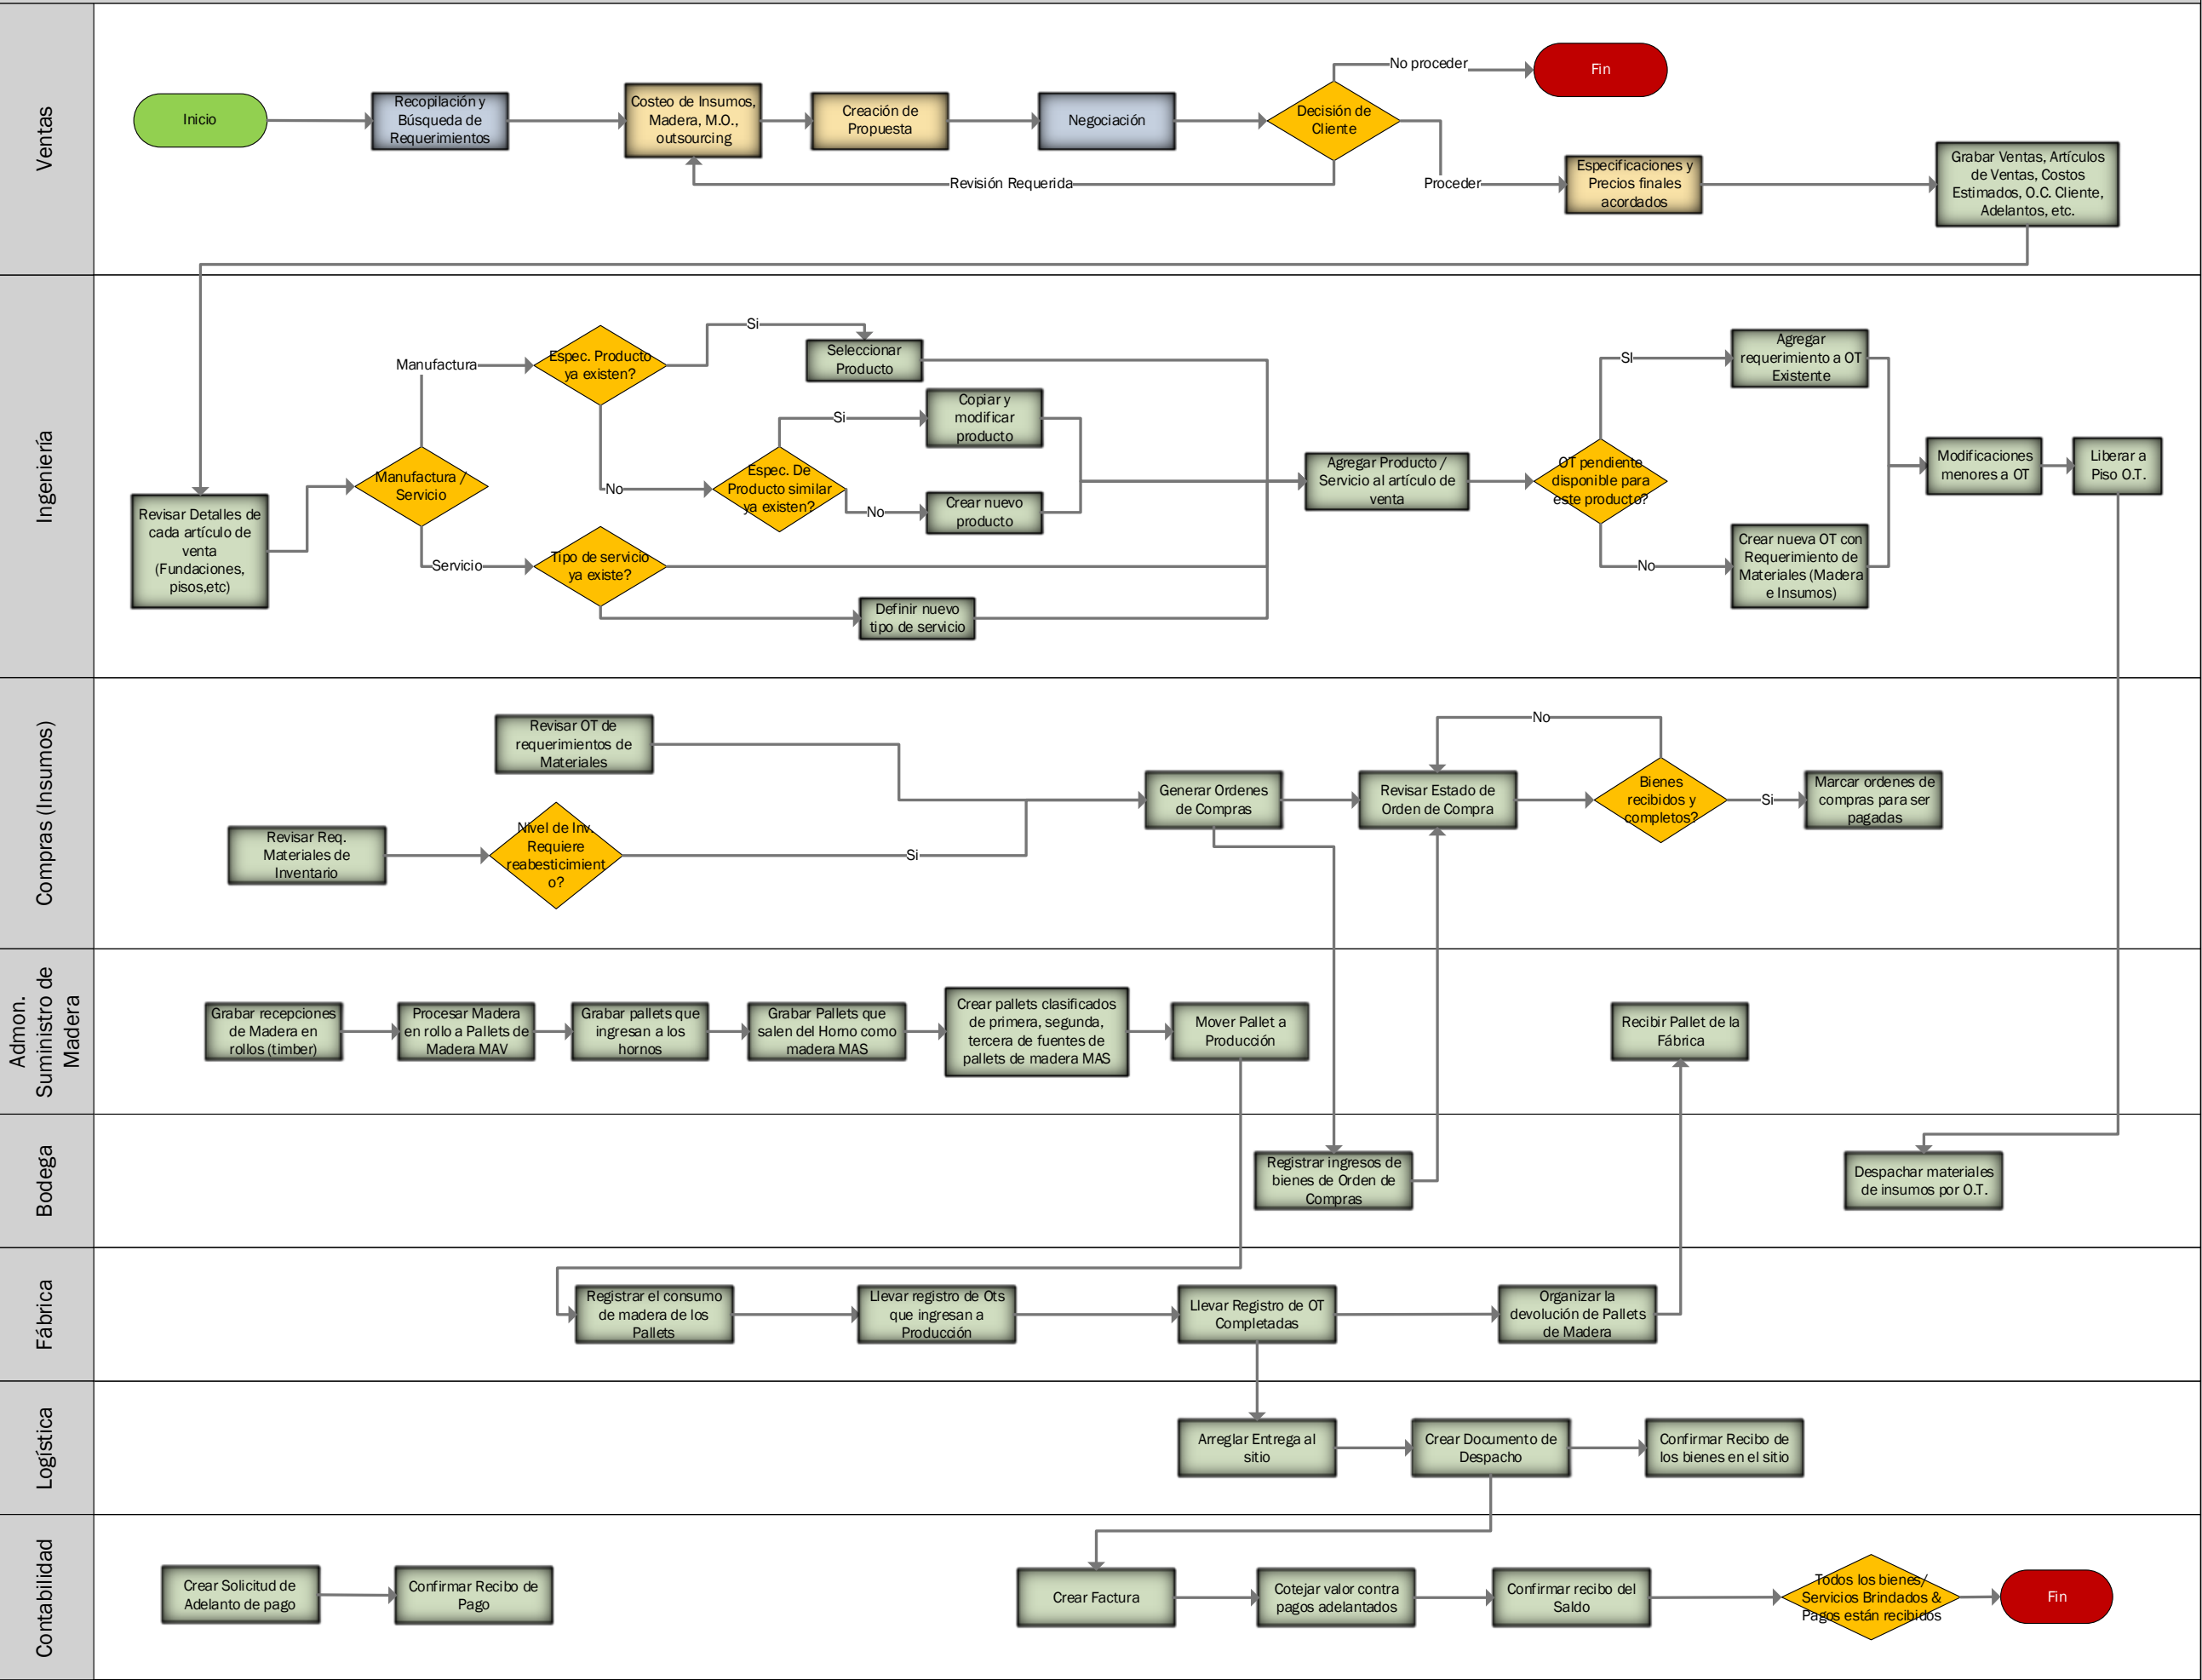 Ventas
Inicio
Recopilación y
Búsqueda de
Requerimientos
Costeo de Insumos,
Madera, M.O.,
outsourcing
Creación de
Propuesta
Negociación
Decisión de
Cliente
No proceder
Fin
Revisión Requerida
Proceder
Especificaciones y
Precios finales
acordados
Grabar Ventas, Artículos
de Ventas, Costos
Estimados, O.C. Cliente,
Adelantos, etc.
Ingeniería
Revisar Detalles de
cada artículo de
venta
(Fundaciones,
pisos,etc)
Manufactura /
Servicio
Manufactura
Servicio
Espec. Producto
ya existen?
Si
No
Seleccionar
Producto
Espec. De
Producto similar
ya existen?
Si
No
Copiar y
modificar
producto
Crear nuevo
producto
Tipo de servicio
ya existe?
Definir nuevo
tipo de servicio
Agregar Producto /
Servicio al artículo de
venta
OT pendiente
disponible para
este producto?
SI
No
Agregar
requerimiento a OT
Existente
Crear nueva OT con
Requerimiento de
Materiales (Madera
e Insumos)
Modificaciones
menores a OT
Liberar a
Piso O.T.
Compras (Insumos)
Revisar OT de
requerimientos de
Materiales
Revisar Req.
Materiales de
Inventario
Nivel de Inv.
Requiere
reabesticimient
o?
Si
Generar Ordenes
de Compras
Revisar Estado de
Orden de Compra
No
Bienes
recibidos y
completos?
Si
Marcar ordenes de
compras para ser
pagadas
Admon.
Suministro de
Madera
Grabar recepciones
de Madera en
rollos (timber)
Procesar Madera
en rollo a Pallets de
Madera MAV
Grabar pallets que
ingresan a los
hornos
Grabar Pallets que
salen del Horno como
madera MAS
Crear pallets clasificados
de primera, segunda,
tercera de fuentes de
pallets de madera MAS
Mover Pallet a
Producción
Recibir Pallet de la
Fábrica
Bodega
Registrar ingresos de
bienes de Orden de
Compras
Despachar materiales
de insumos por O.T.
Fábrica
Registrar el consumo
de madera de los
Pallets
Llevar registro de Ots
que ingresan a
Producción
Llevar Registro de OT
Completadas
Organizar la
devolución de Pallets
de Madera
Logística
Arreglar Entrega al
sitio
Crear Documento de
Despacho
Confirmar Recibo de
los bienes en el sitio
Contabilidad
Crear Solicitud de
Adelanto de pago
Confirmar Recibo de
Pago
Crear Factura
Cotejar valor contra
pagos adelantados
Confirmar recibo del
Saldo
Todos los bienes/
Servicios Brindados &
Pagos están recibidos
Fin